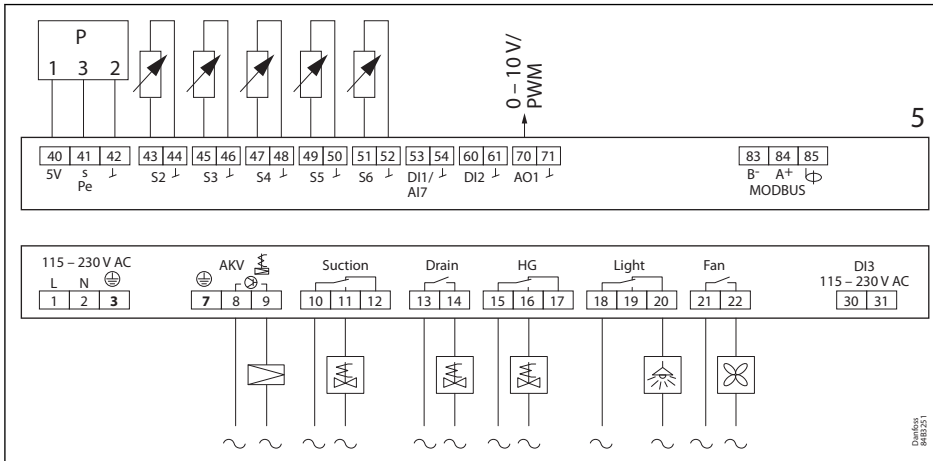 P
1 3 2
0 – 10 V/
PWM
5
40 41 42 43 44 45 46 47 48 49 50 51 52 53 54 60 61 70 71 83 84 85
5V s S2 S3 S4 S5 S6 DI1/ DI2 AO1 B- A+
Pe AI7 MODBUS
115 – 230 V AC AKV Suction Drain HG Light Fan DI3
L N 115 – 230 V AC
1 2 3 7 8 9 10 11 12 13 14 15 16 17 18 19 20 21 22 30 31
Danfoss
84B3251